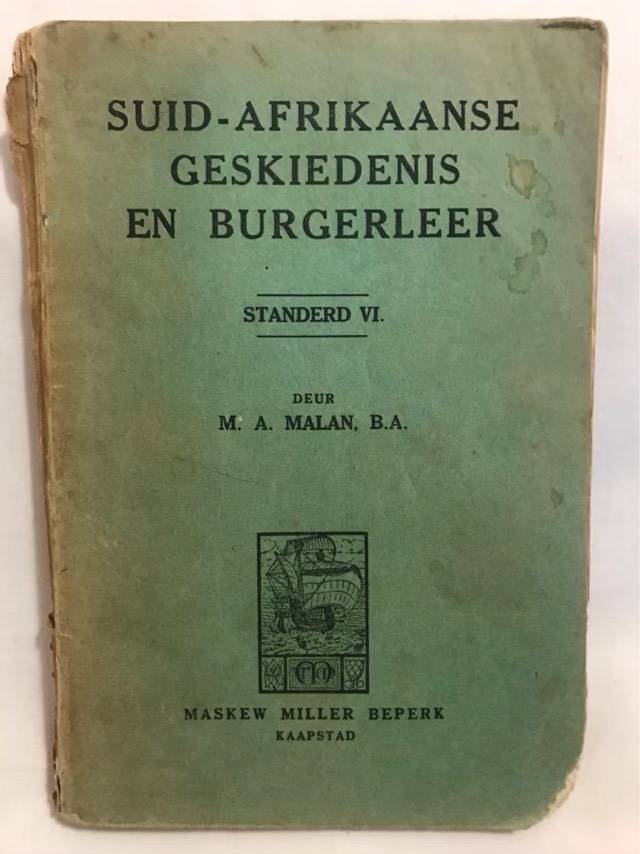 SUID-AFRIKAANSE
GESKIEDENIS
EN BURGERLEER
STANDERD VI.
DEUR
M. A. MALAN, B.A.
MASKEW MILLER BEPERK
KAAPSTAD